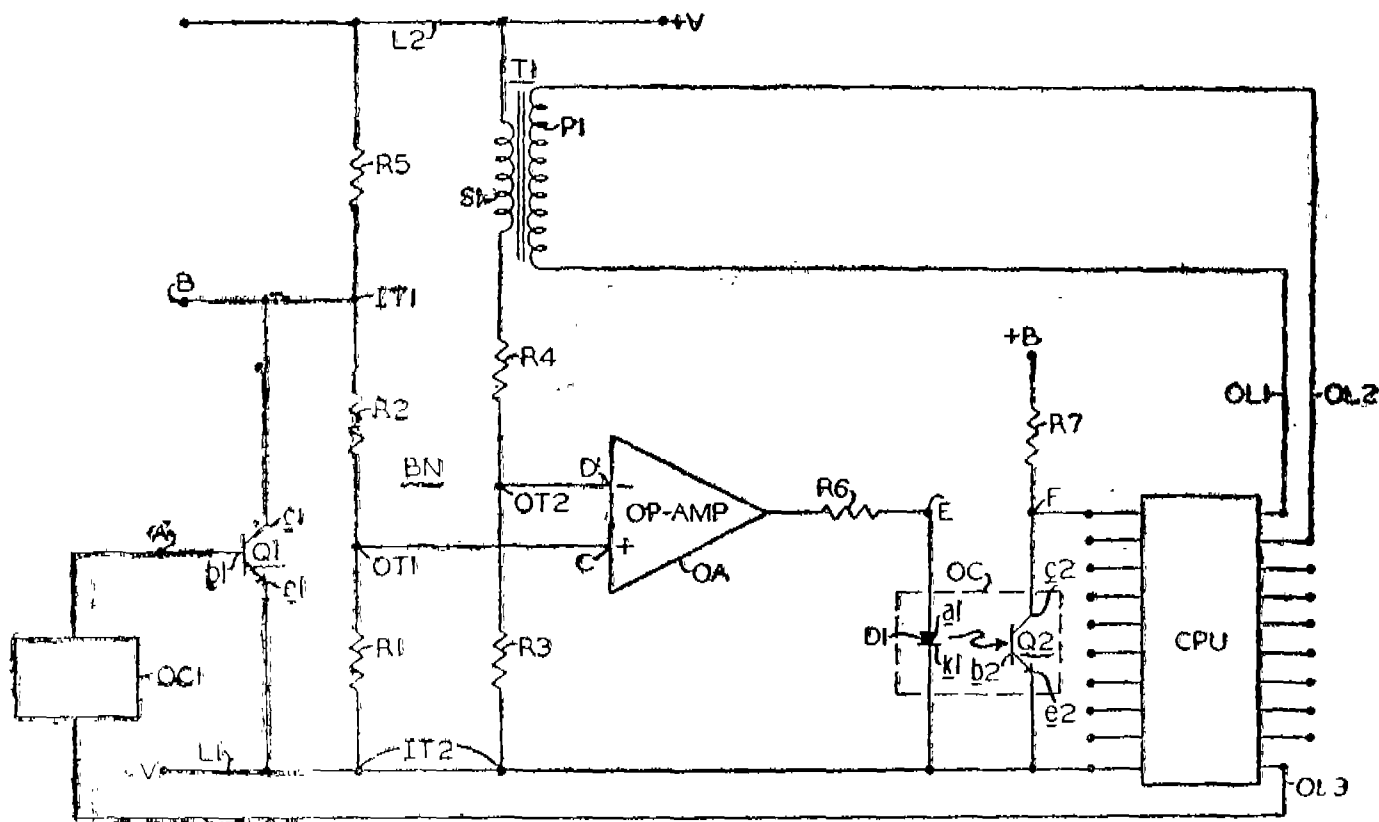 +V
L2
T1
P1
R5
S1
B
IT1
+B
R4
OL1
OL2
R2
R7
BN
D
-
R6
E
F
OT2
OP-AMP
c1
A
Q1
b1
OT1
C
+
OA
OC
c2
e1
a1
D1
Q2
CPU
k1
b2
R1
R3
OC1
e2
L1
IT2
-V
OL3